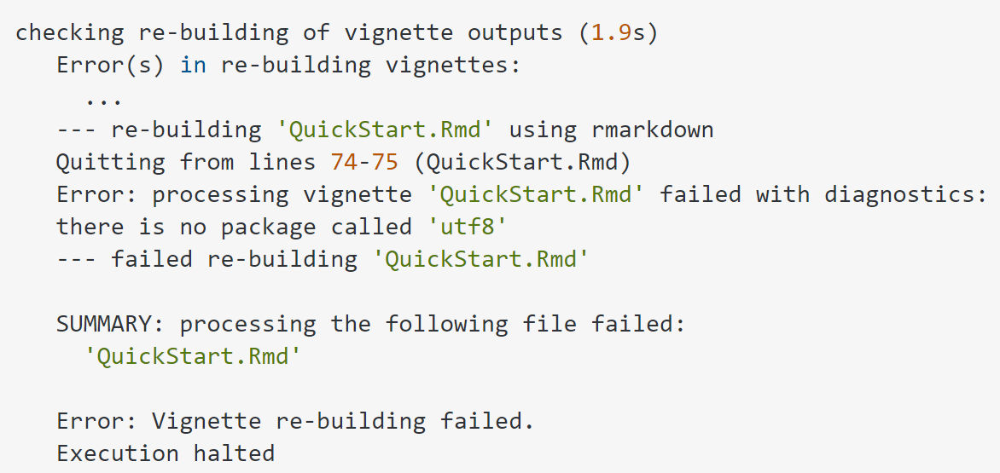 checking re-building of vignette outputs (1.9s)
Error(s) in re-building vignettes:
...
--- re-building 'QuickStart.Rmd' using rmarkdown
Quitting from lines 74-75 (QuickStart.Rmd)
Error: processing vignette 'QuickStart.Rmd' failed with diagnostics:
there is no package called 'utf8'
--- failed re-building 'QuickStart.Rmd'
SUMMARY: processing the following file failed:
'QuickStart.Rmd'
Error: Vignette re-building failed.
Execution halted